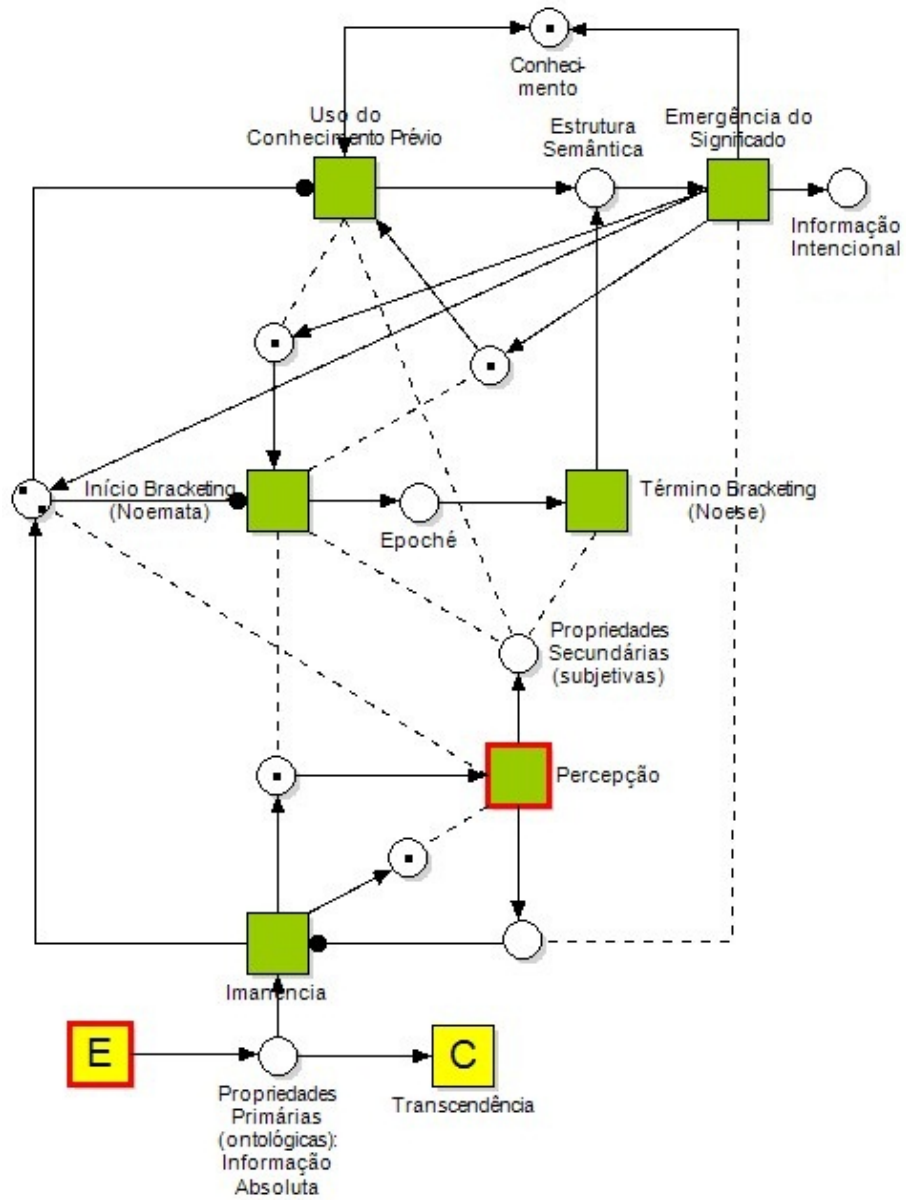 Conheci-
mento
Uso do
Conhecimento Prévio
Estrutura
Semântica
Emergência do
Significado
Informação
Intencional
Início Bracketing
(Noemata)
Epoché
Término Bracketing
(Noese)
Propriedades
Secundárias
(subjetivas)
Percepção
Imanência
E
C
Transcendência
Propriedades
Primárias
(ontológicas):
Informação
Absoluta